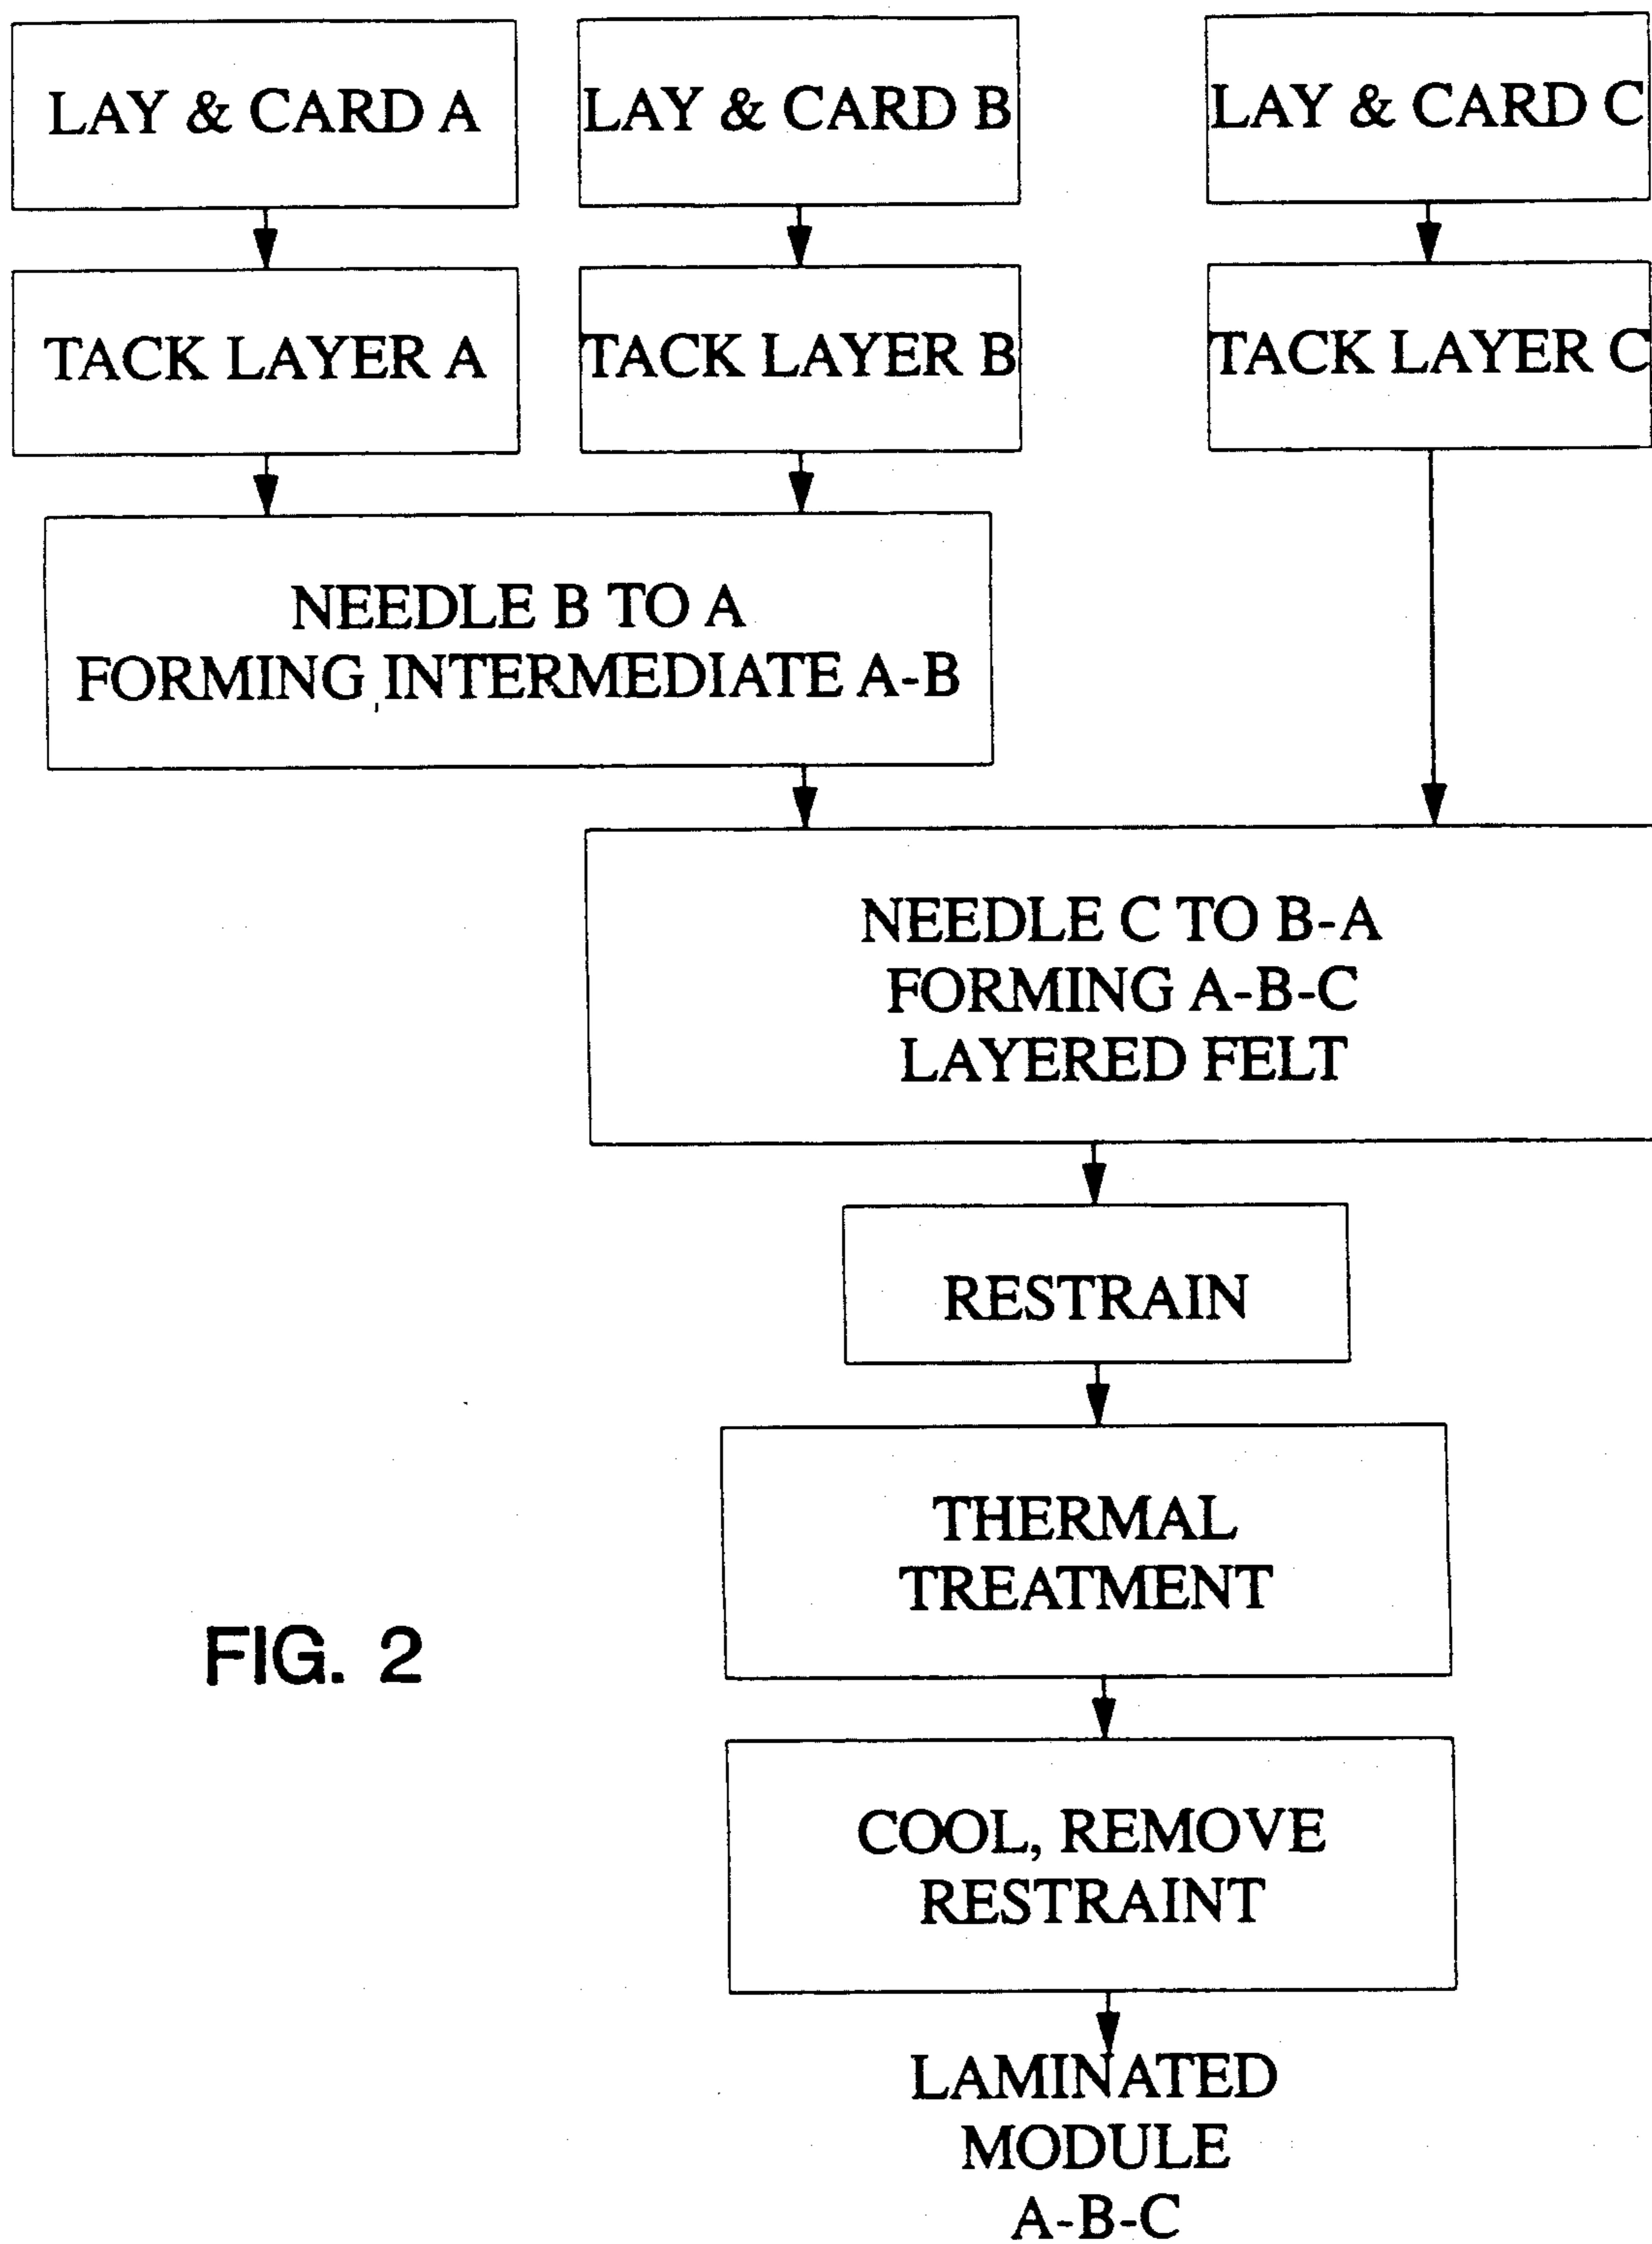 LAY & CARD A
LAY & CARD B
LAY & CARD C
TACK LAYER A
TACK LAYER B
TACK LAYER C
NEEDLE B TO A
FORMING INTERMEDIATE A-B
NEEDLE C TO B-A
FORMING A-B-C
LAYERED FELT
RESTRAIN
THERMAL
TREATMENT
FIG. 2
COOL, REMOVE
RESTRAINT
LAMINATED
MODULE
A-B-C